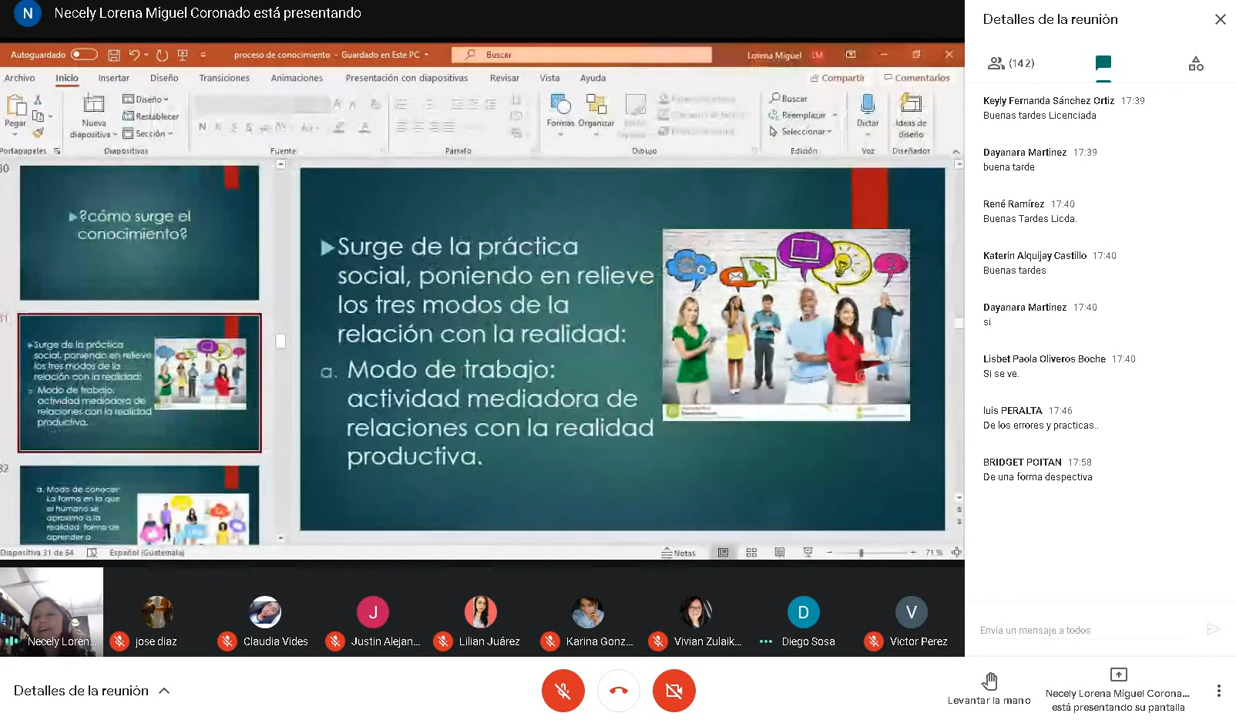 N
Necely Lorena Miguel Coronado está presentando
Autoguardado
proceso de conocimiento – Guardado en Este PC
Buscar
Lorena Miguel
LM
Archivo
Inicio
Insertar
Diseño
Transiciones
Animaciones
Presentación con diapositivas
Revisar
Vista
Ayuda
Compartir
Comentarios
Pegar
Nueva
diapositiva
Diseño
Restablecer
Sección
Formas
Organizar
Buscar
Reemplazar
Seleccionar
Dictar
Ideas de
diseño
Portapapeles
Diapositivas
Fuente
Párrafo
Dibujo
Edición
Voz
Diseñador
?cómo surge el
conocimiento?
Surge de la práctica
social, poniendo en relieve
los tres modos de la
relación con la realidad:
Modo de trabajo:
actividad mediadora de
relaciones con la realidad
productiva.
32
a. Modo de conocer
La forma en la que
el humano se
aproxima a la
realidad: forma de
aprender a
Surge de la práctica
social, poniendo en relieve
los tres modos de la
relación con la realidad:
a. Modo de trabajo:
actividad mediadora de
relaciones con la realidad
productiva.
Diapositiva 31 de 64
Español (Guatemala)
Notas
71 %
Necely Loren...
jose diaz
Claudia Vides
J
Justin Alejan...
Lilian Juárez
Karina Gonz...
Vivian Zulaik...
D
Diego Sosa
V
Victor Perez
Detalles de la reunión
(142)
Keyly Fernanda Sánchez Ortiz 17:39
Buenas tardes Licenciada
Dayanara Martinez 17:39
buena tarde
René Ramírez 17:40
Buenas Tardes Licda.
Katerin Alquijay Castillo 17:40
Buenas tardes
Dayanara Martinez 17:40
si
Lisbet Paola Oliveros Boche 17:40
Si se ve.
luis PERALTA 17:46
De los errores y practicas..
BRIDGET POITAN 17:58
De una forma despectiva
Envía un mensaje a todos
Detalles de la reunión
Levantar la mano
Necely Lorena Miguel Corona...
está presentando su pantalla